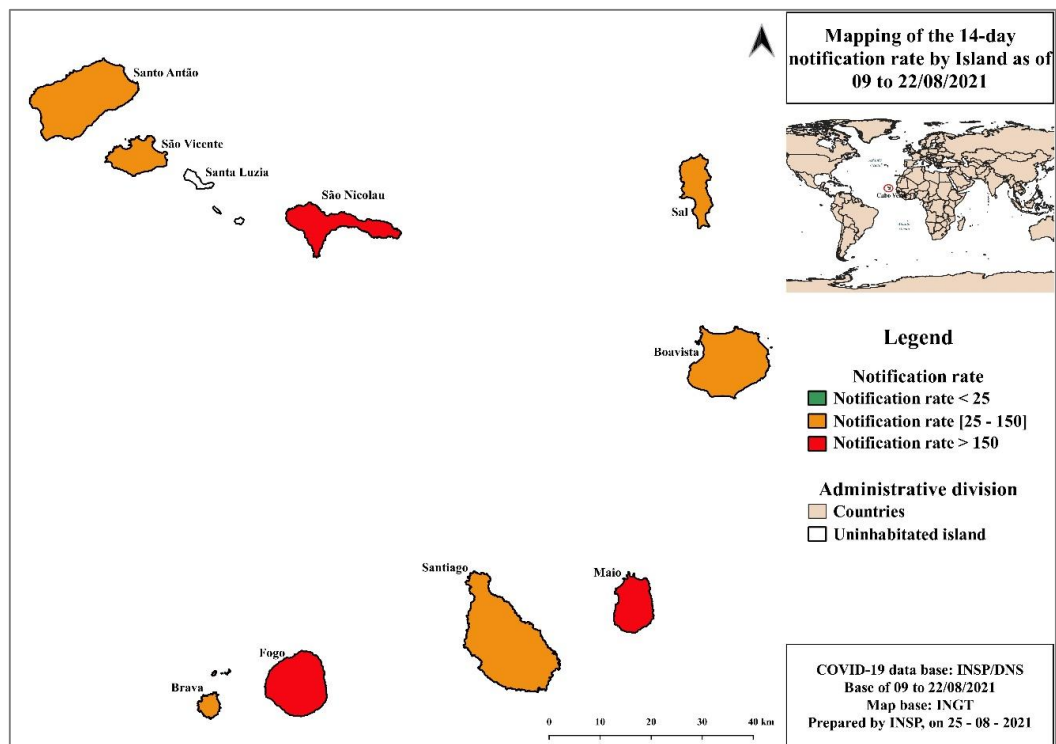 Mapping of the 14-day
notification rate by Island as of
09 to 22/08/2021
Santo Antão
São Vicente
Santa Luzia
São Nicolau
Sal
Boavista
Santiago
Maio
Fogo
Brava
Legend
Notification rate
Notification rate < 25
Notification rate [25 - 150]
Notification rate > 150
Administrative division
Countries
Uninhabitated island
0 10 20 30 40 km
COVID-19 data base: INSP/DNS
Base of 09 to 22/08/2021
Map base: INGT
Prepared by INSP, on 25 - 08 - 2021